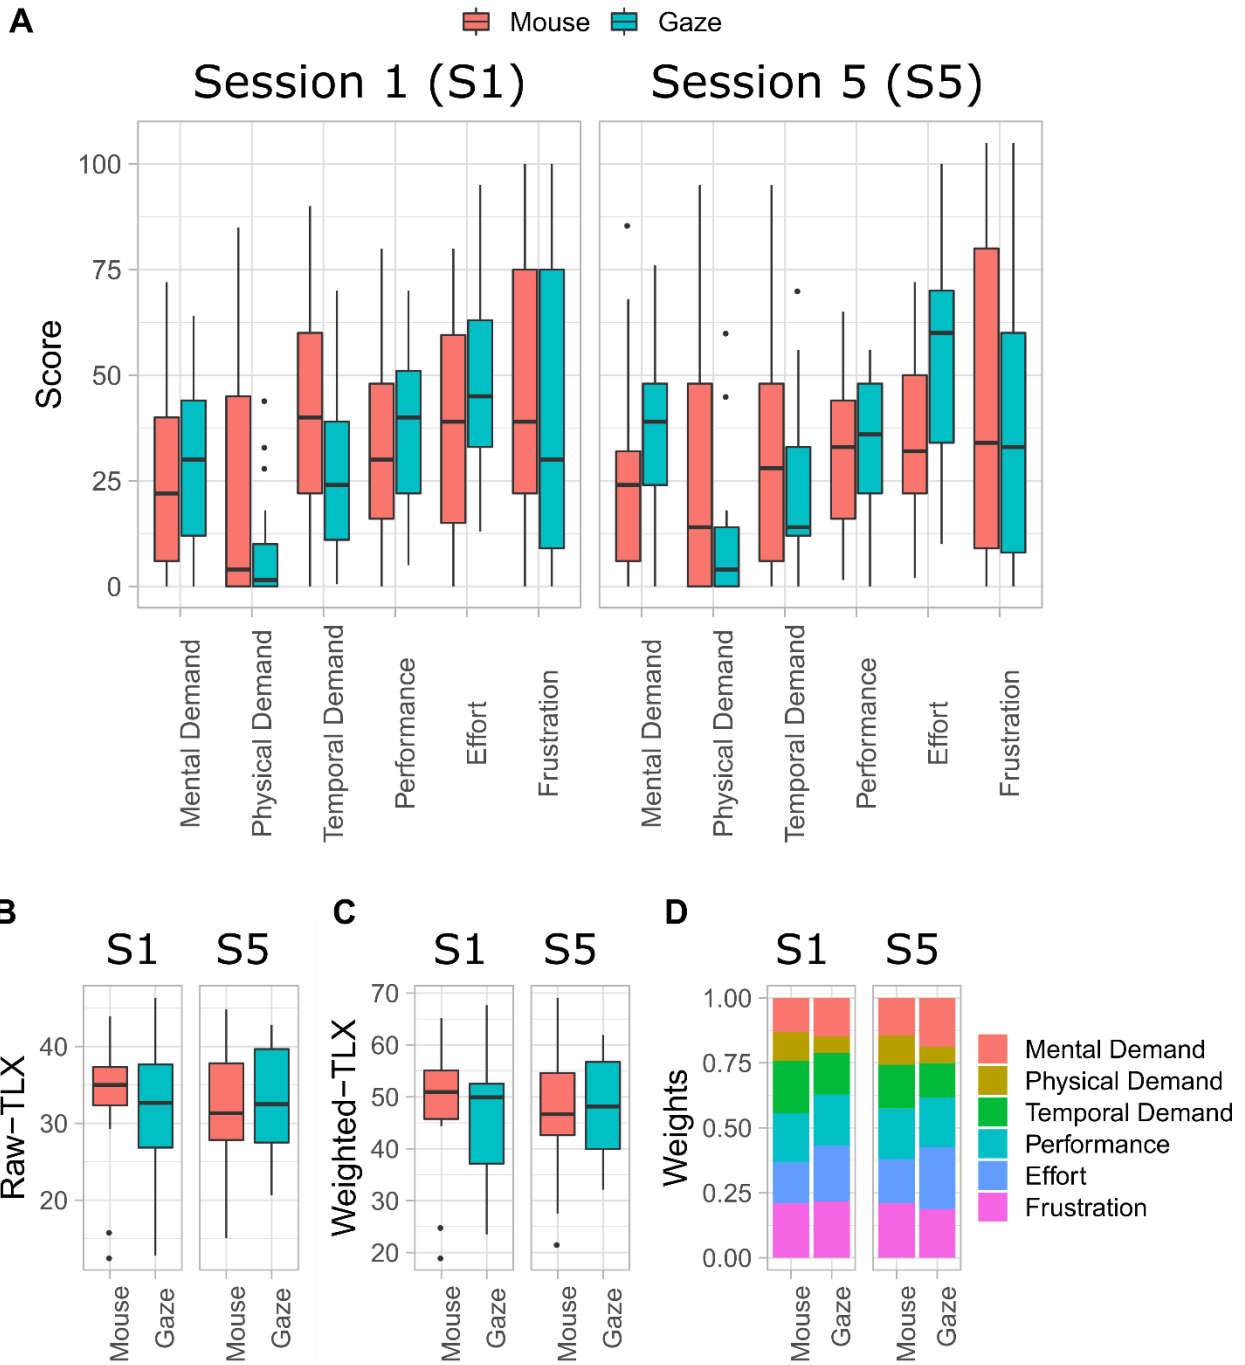 A
Mouse Gaze
Session 1 (S1) Session 5 (S5)
Score
100
75
50
25
0
Mental Demand
Physical Demand
Temporal Demand
Performance
Effort
Frustration
Mental Demand
Physical Demand
Temporal Demand
Performance
Effort
Frustration
B
S1 S5
Raw-TLX
40
30
20
Mouse
Gaze
Mouse
Gaze
C
S1 S5
Weighted-TLX
70
60
50
40
30
20
Mouse
Gaze
Mouse
Gaze
D
S1 S5
Weights
1.00
0.75
0.50
0.25
0.00
Mouse
Gaze
Mouse
Gaze
Mental Demand
Physical Demand
Temporal Demand
Performance
Effort
Frustration